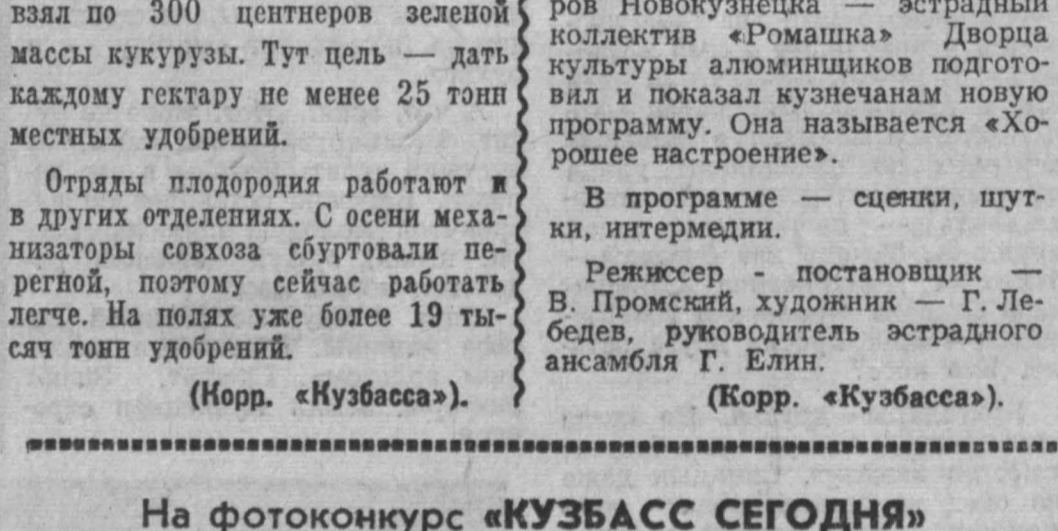 взял по 300 центнеров зеленой
массы кукурузы. Тут цель — дать
каждому гектару не менее 25 тонн
местных удобрений.
Отряды плодородия работают и
в других отделениях. С осени меха-
низаторы совхоза сбуртовали пе-
регной, поэтому сейчас работать
легче. На полях уже более 19 ты-
сяч тонн удобрений.
(Корр. «Кузбасса»).
ров Новокузнецка — эстрадный
коллектив «Ромашка» Дворца
культуры алюминщиков подгото-
вил и показал кузнечанам новую
программу. Она называется «Хо-
рошее настроение».
В программе — сценки, шут-
ки, интермедии.
Режиссер - постановщик —
В. Промский, художник — Г. Ле-
бедев, руководитель эстрадного
ансамбля Г. Елин.
(Корр. «Кузбасса»).
На фотоконкурс «КУЗБАСС СЕГОДНЯ»